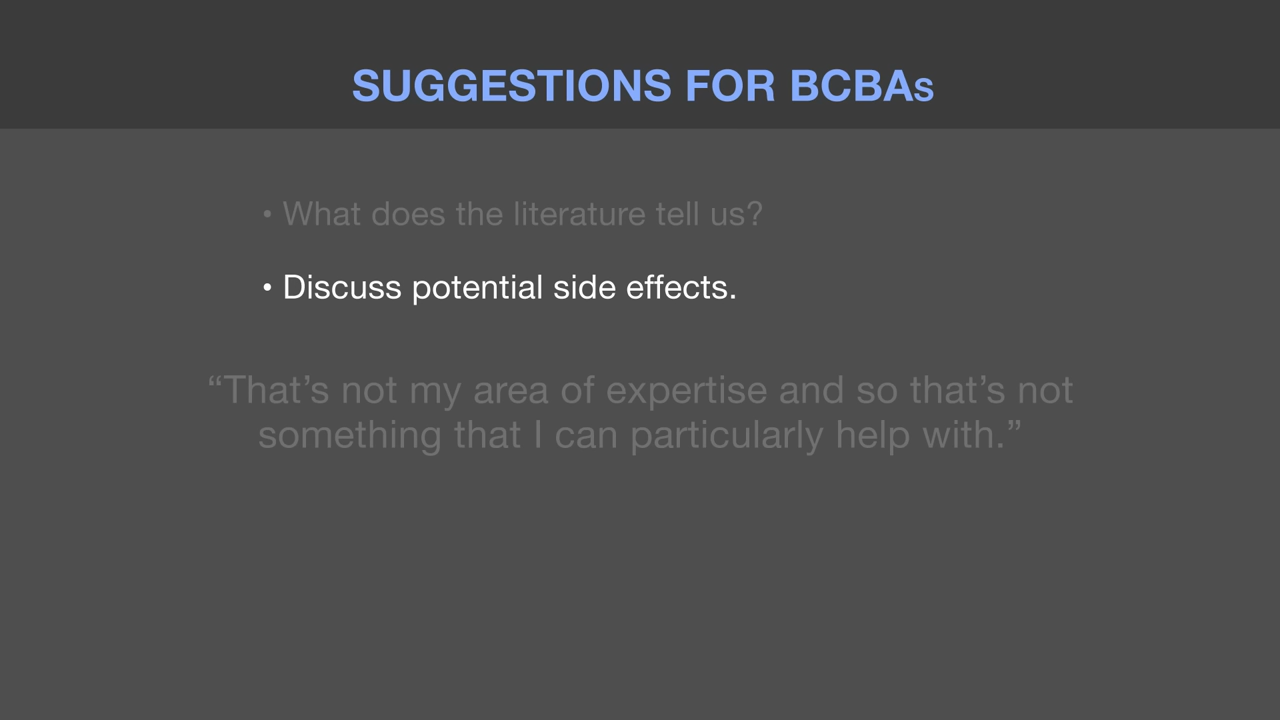 SUGGESTIONS FOR BCBAs
• What does the literature tell us?
• Discuss potential side effects.
“That’s not my area of expertise and so that’s not
something that I can particularly help with.”